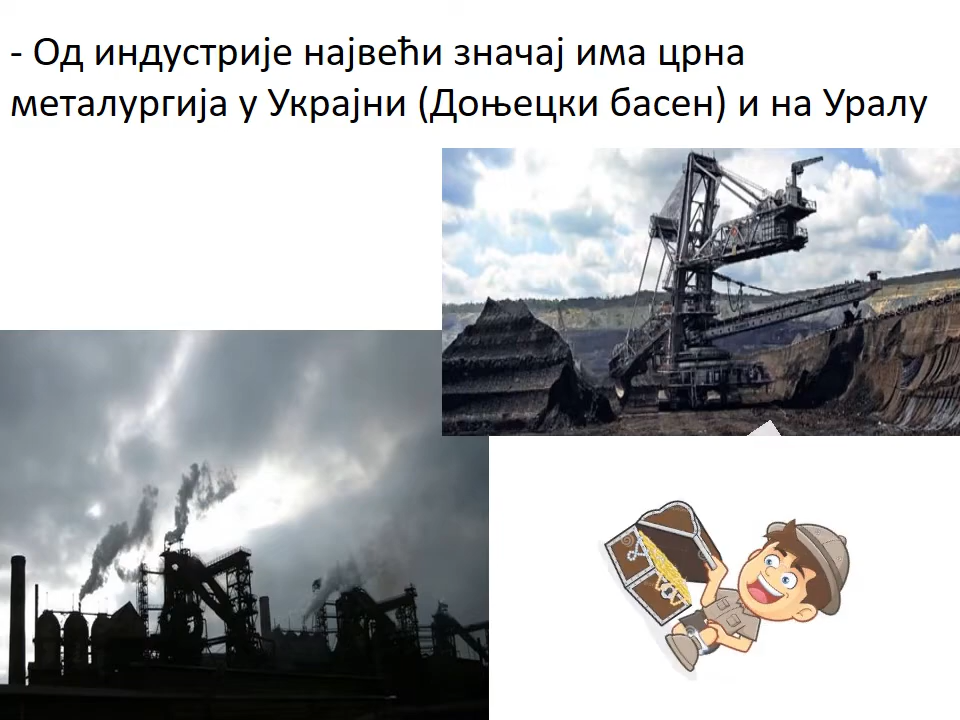 - Од индустрије највећи значај има црна
металургија у Украјни (Доњецки басен) и на Уралу